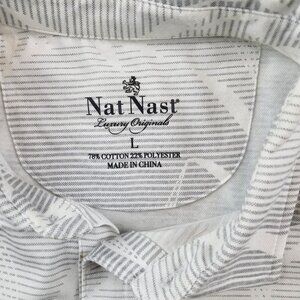 Nat Nast
Luxury Originals
L
78% COTTON 22% POLYESTER
MADE IN CHINA